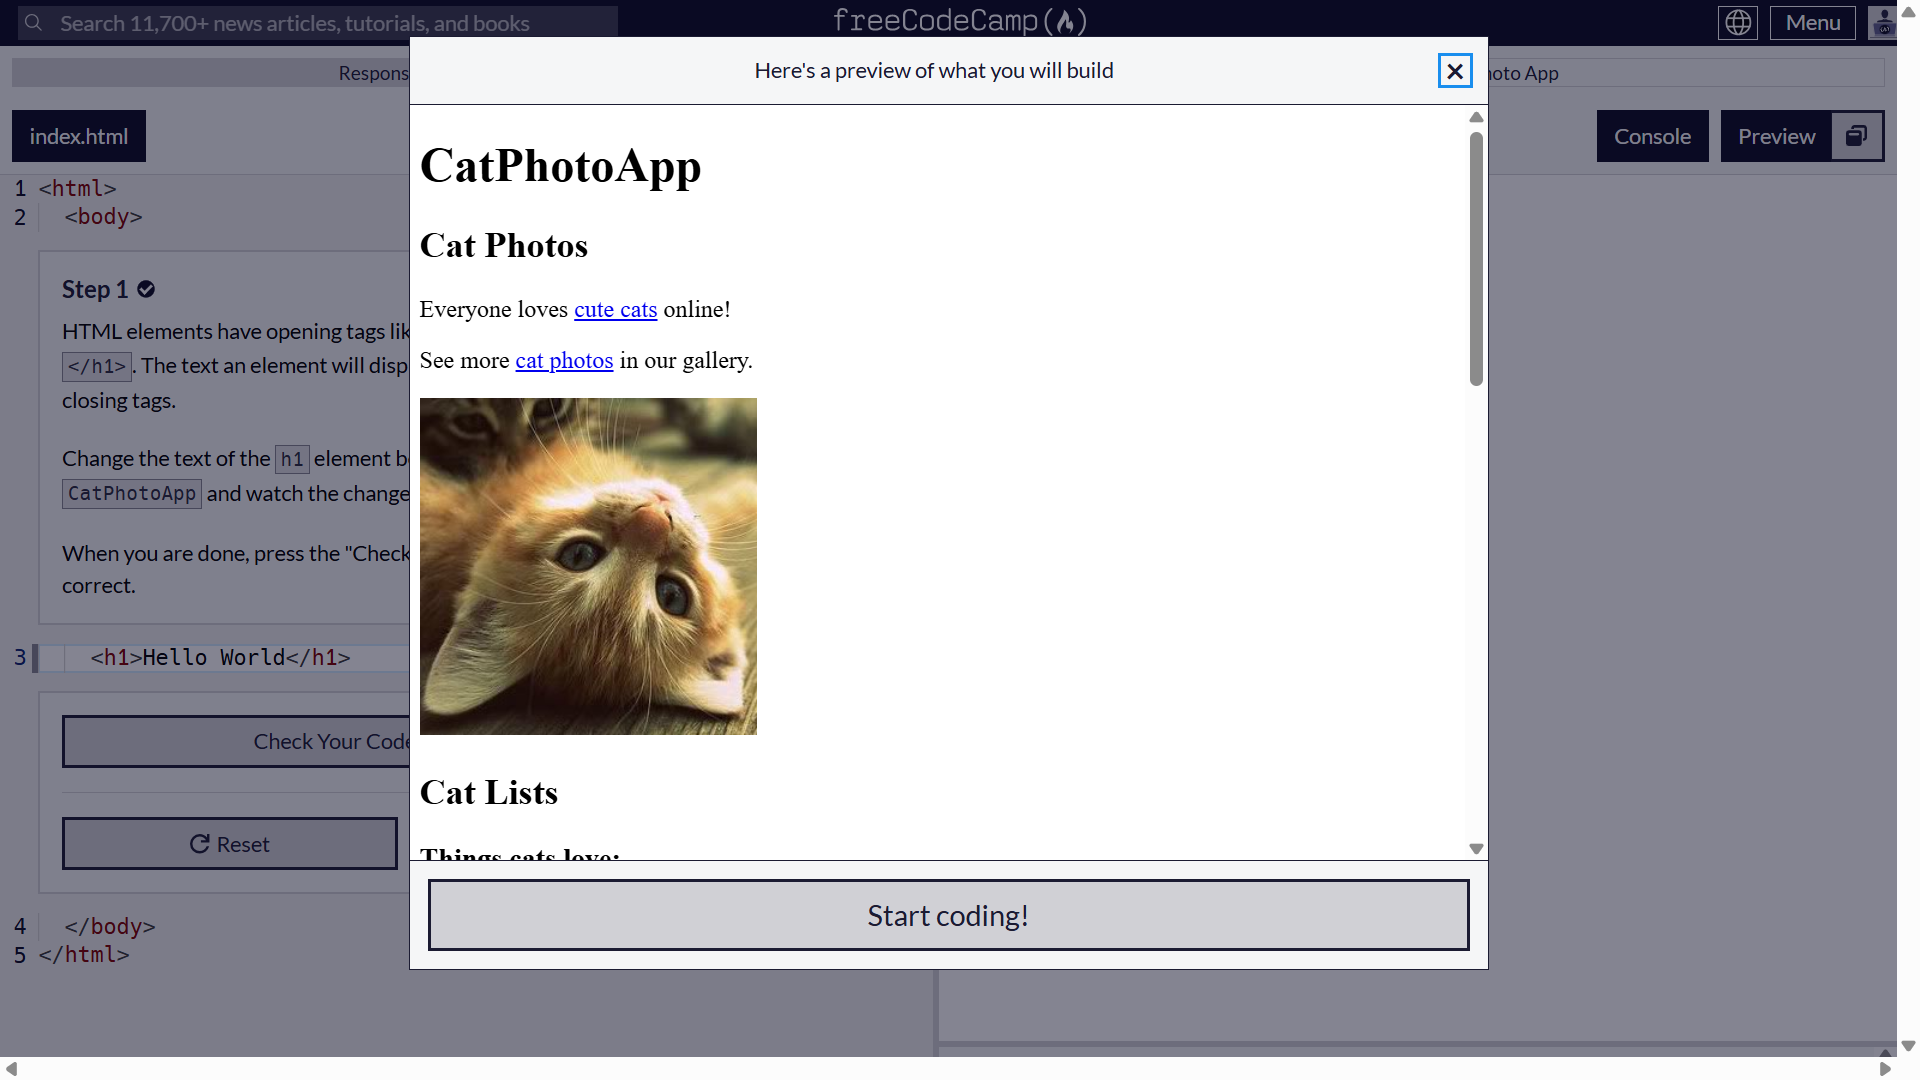 Search 11,700+ news articles, tutorials, and books
freeCodeCamp
Menu
Respons
Here's a preview of what you will build
oto App
index.html
Console
Preview
1 <html>
2 <body>
Step 1
HTML elements have opening tags lik
</h1>. The text an element will disp
closing tags.
Change the text of the h1 element b
CatPhotoApp and watch the change
When you are done, press the "Check
correct.
3 <h1>Hello World</h1>
Check Your Code
Reset
4 </body>
5 </html>
CatPhotoApp
Cat Photos
Everyone loves cute cats online!
See more cat photos in our gallery.
Cat Lists
Things cats love:
Start coding!